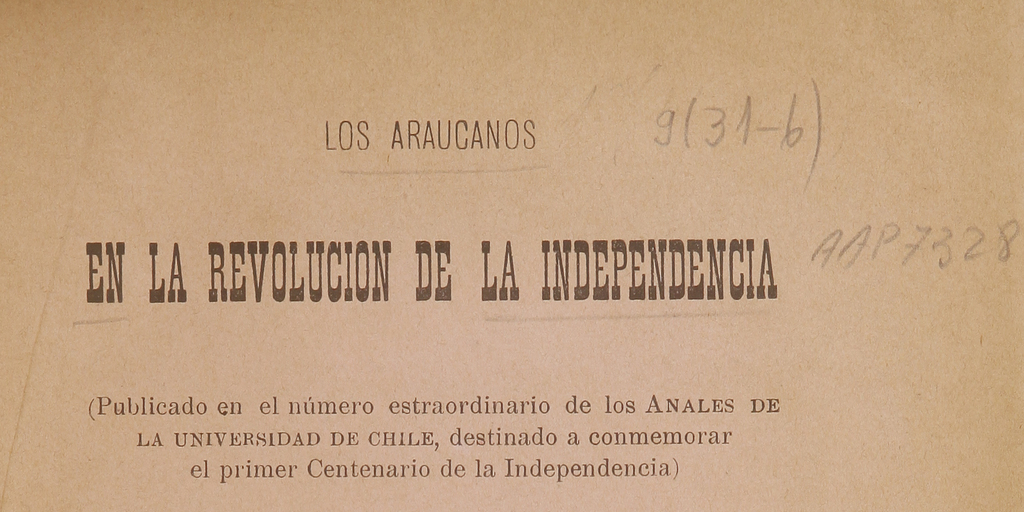 LOS ARAUCANOS
9(31-6)
EN LA REVOLUCION DE LA INDEPENDENCIA
AAP7328
(Publicado en el número estraordinario de los ANALES DE
LA UNIVERSIDAD DE CHILE, destinado a conmemorar
el primer Centenario de la Independencia)